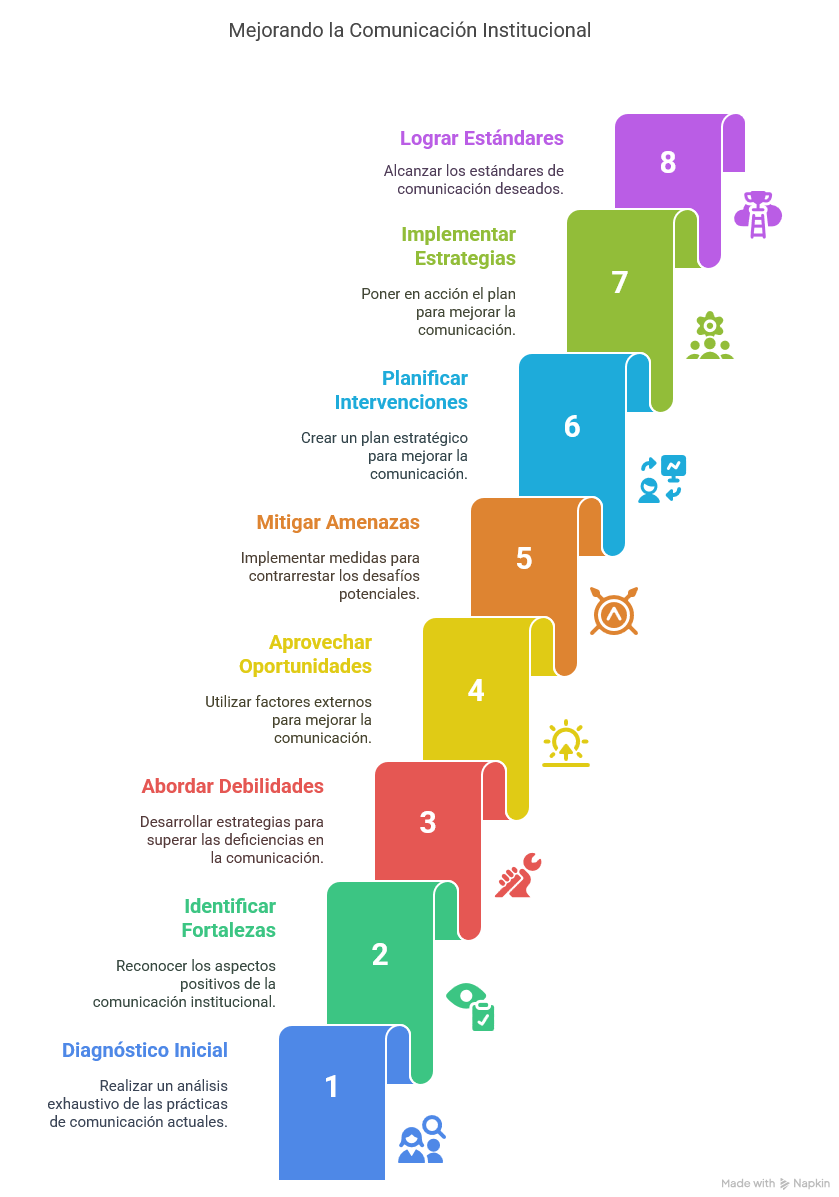 Mejorando la Comunicación Institucional
Lograr Estándares
Alcanzar los estándares de
comunicación deseados.
8
Implementar
Estrategias
Poner en acción el plan
para mejorar la
comunicación.
7
Planificar
Intervenciones
Crear un plan estratégico
para mejorar la
comunicación.
6
Mitigar Amenazas
Implementar medidas para
contrarrestar los desafíos
potenciales.
5
Aprovechar
Oportunidades
Utilizar factores externos
para mejorar la
comunicación.
4
Abordar Debilidades
Desarrollar estrategias para
superar las deficiencias en
la comunicación.
3
Identificar
Fortalezas
Reconocer los aspectos
positivos de la
comunicación institucional.
2
Diagnóstico Inicial
Realizar un análisis
exhaustivo de las prácticas
de comunicación actuales.
1
Made with Napkin